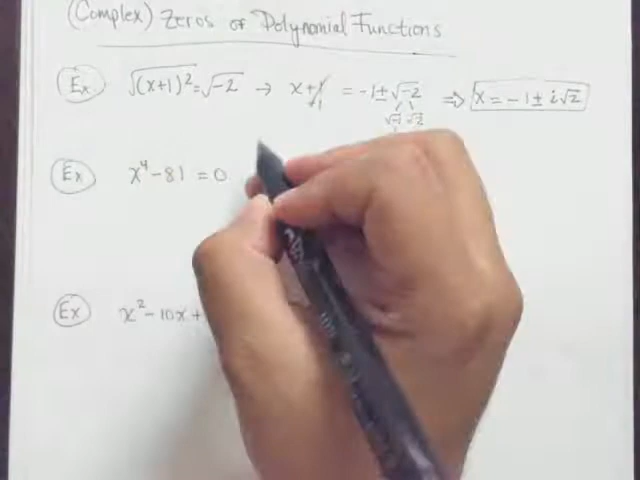 (Complex) Zeros of Polynomial Functions
Ex √(x+1)² = √-2 → x+1 = -1 ± √-2 ⇒ x = -1 ± i√2
-1 √-1 √2
Ex x⁴ - 81 = 0
Ex x² - 10x +